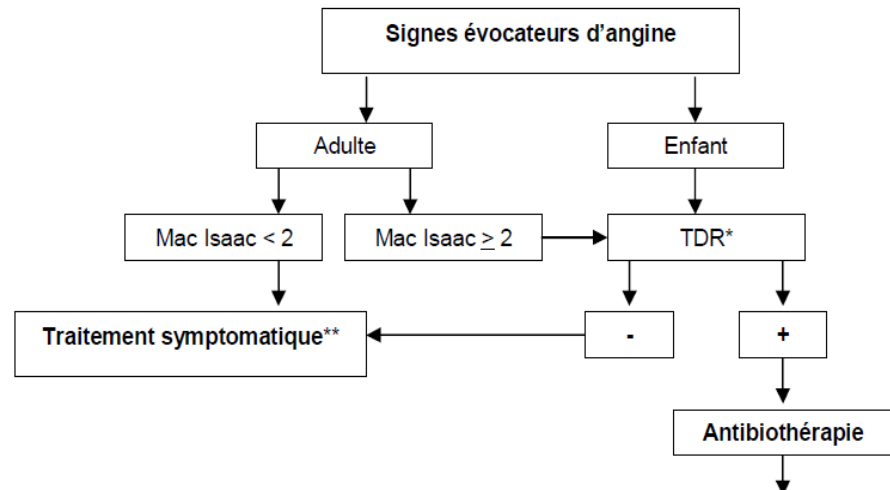 Signes évocateurs d’angine
Adulte
Enfant
Mac Isaac < 2
Mac Isaac ≥ 2
TDR*
Traitement symptomatique**
-
+
Antibiothérapie